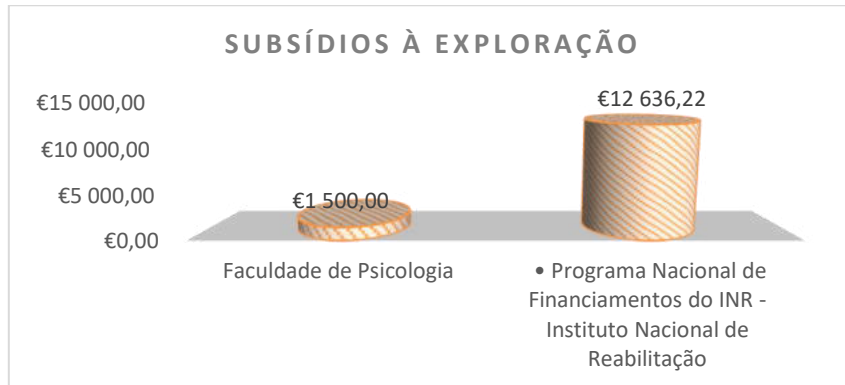 SUBSÍDIOS À EXPLORAÇÃO
€15 000,00
€10 000,00
€5 000,00
€0,00
€1 500,00
€12 636,22
Faculdade de Psicologia
• Programa Nacional de
Financiamentos do INR -
Instituto Nacional de
Reabilitação